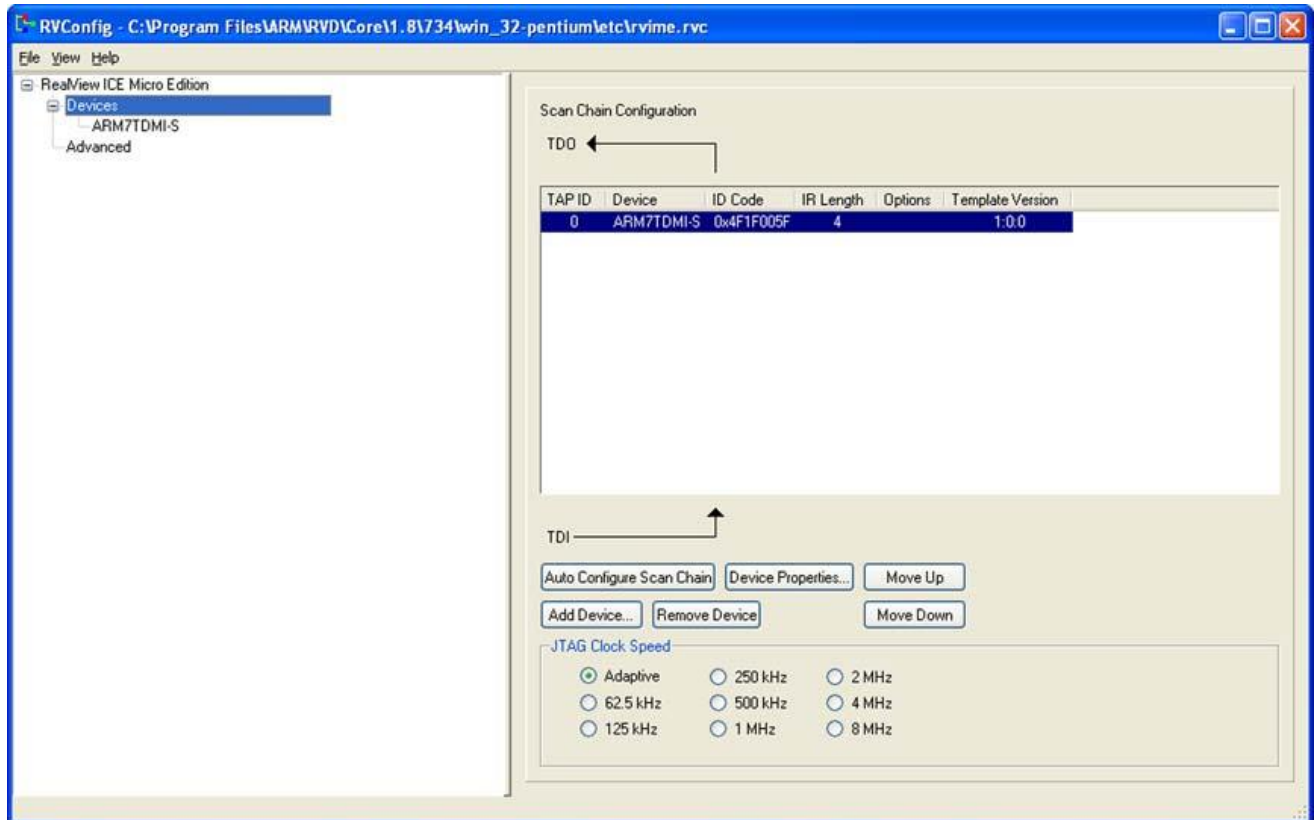 RVConfig - C:\Program Files\ARM\RVD\Core\1.8\734\win_32-pentium\etc\rvime.rvc
File View Help
RealView ICE Micro Edition
Devices
ARM7TDMI-S
Advanced
Scan Chain Configuration
TDO
TAP ID Device ID Code IR Length Options Template Version
0 ARM7TDMI-S 0x4F1F005F 4 1:0:0
TDI
Auto Configure Scan Chain Device Properties... Move Up
Add Device... Remove Device Move Down
JTAG Clock Speed
Adaptive 250 kHz 2 MHz
62.5 kHz 500 kHz 4 MHz
125 kHz 1 MHz 8 MHz